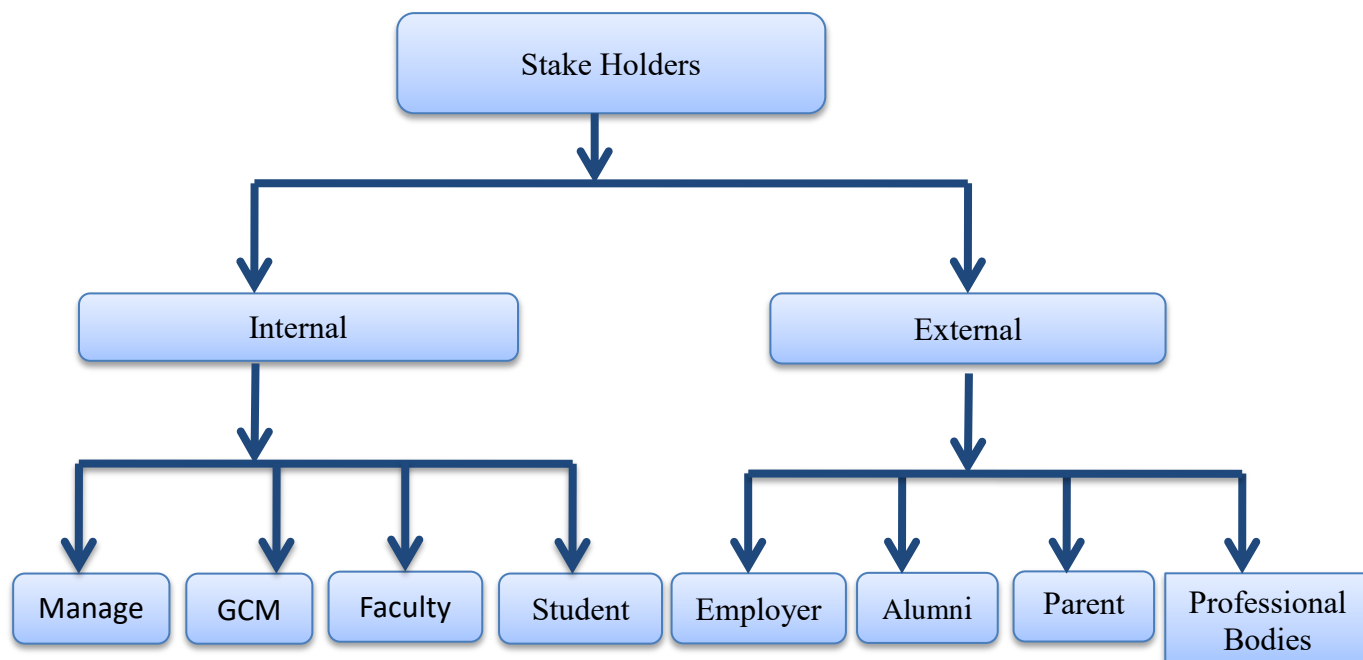 Stake Holders
Internal
External
Manage
GCM
Faculty
Student
Employer
Alumni
Parent
Professional
Bodies